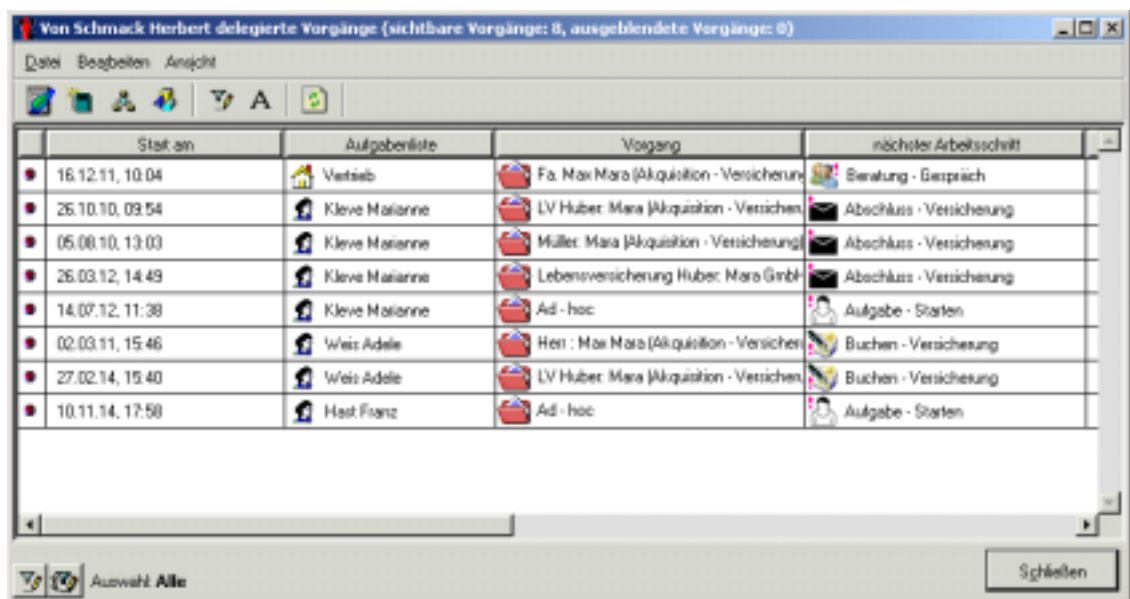 Von Schmack Herbert delegierte Vorgänge (sichtbare Vorgänge: 8, ausgeblendete Vorgänge: 0)
Datei Bearbeiten Ansicht
A
Start am Aufgabenliste Vorgang nächster Arbeitsschritt
16.12.11, 10:04 Vertrieb Fa. Max Mara (Akquisition - Versicherung Beratung - Gespräch
26.10.10, 09:54 Kleve Marianne LV Huber: Mara (Akquisition - Versicheru Abschluss - Versicherung
05.08.10, 13:03 Kleve Marianne Müller: Mara (Akquisition - Versicherung) Abschluss - Versicherung
26.03.12, 14:49 Kleve Marianne Lebensversicherung Huber: Mara GmbH Abschluss - Versicherung
14.07.12, 11:38 Kleve Marianne Ad - hoc Aufgabe - Starten
02.03.11, 15:46 Weis Adele Herr : Max Mara (Akquisition - Versicher Buchen - Versicherung
27.02.14, 15:40 Weis Adele LV Huber: Mara (Akquisition - Versicheru Buchen - Versicherung
10.11.14, 17:58 Hast Franz Ad - hoc Aufgabe - Starten
Auswahl: Alle
Schließen